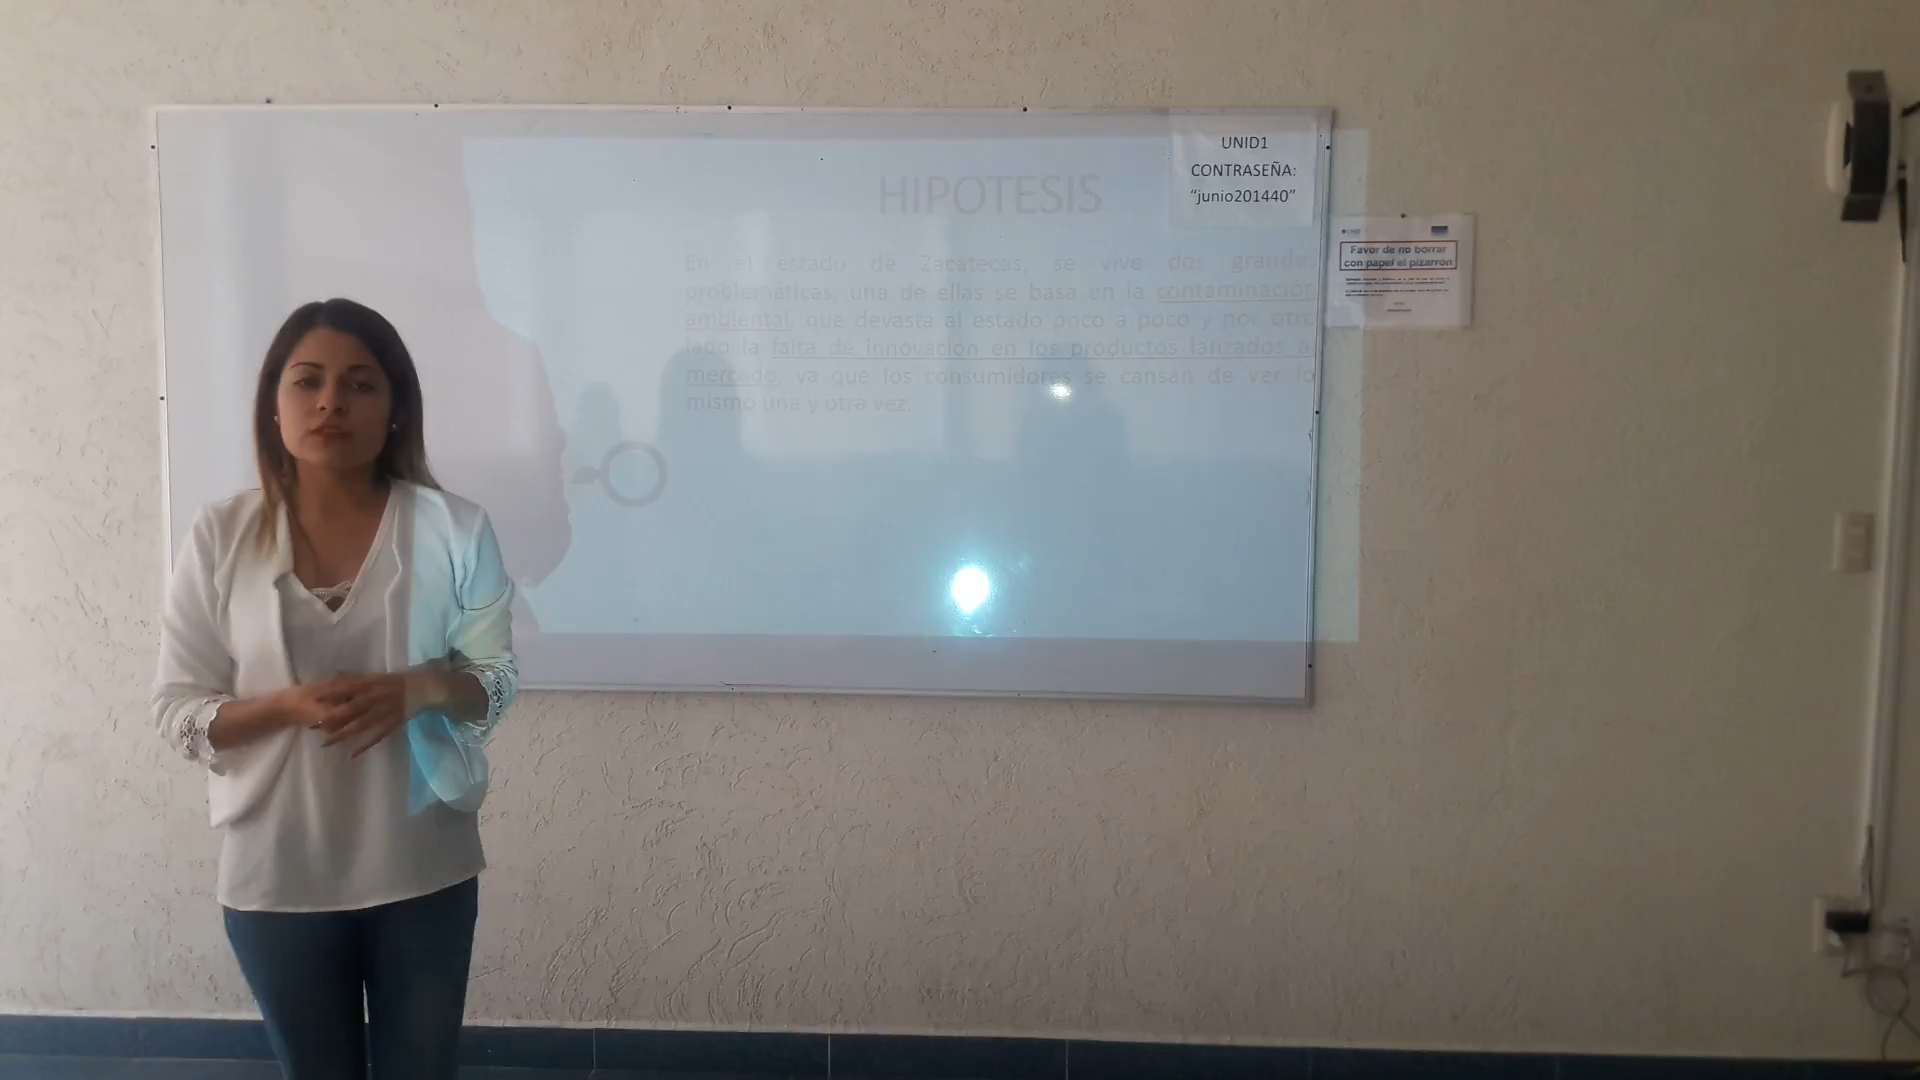 UNID1
CONTRASEÑA:
“junio201440”
HIPOTESIS
En el estado de Zacatecas, se vive dos grandes
problemáticas, una de ellas se basa en la contaminación
ambiental, que devasta al estado poco a poco y por otro
lado la falta de innovación en los productos lanzados al
mercado, ya que los consumidores se cansan de ver lo
mismo una y otra vez.
Favor de no borrar
con papel el pizarrón